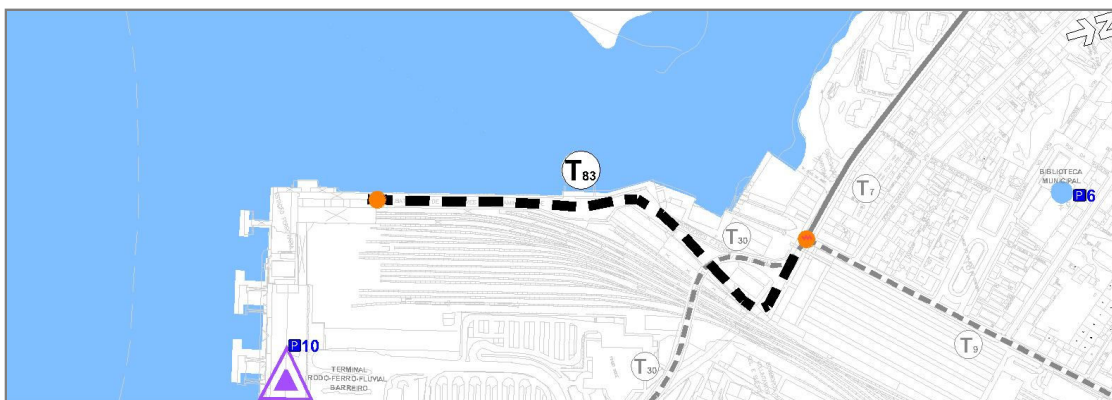 N
T83
T7
BIBLIOTECA
MUNICIPAL
P6
T30
T9
P10
TERMINAL
RODO-FERRO-FLUVIAL
BARREIRO
T30